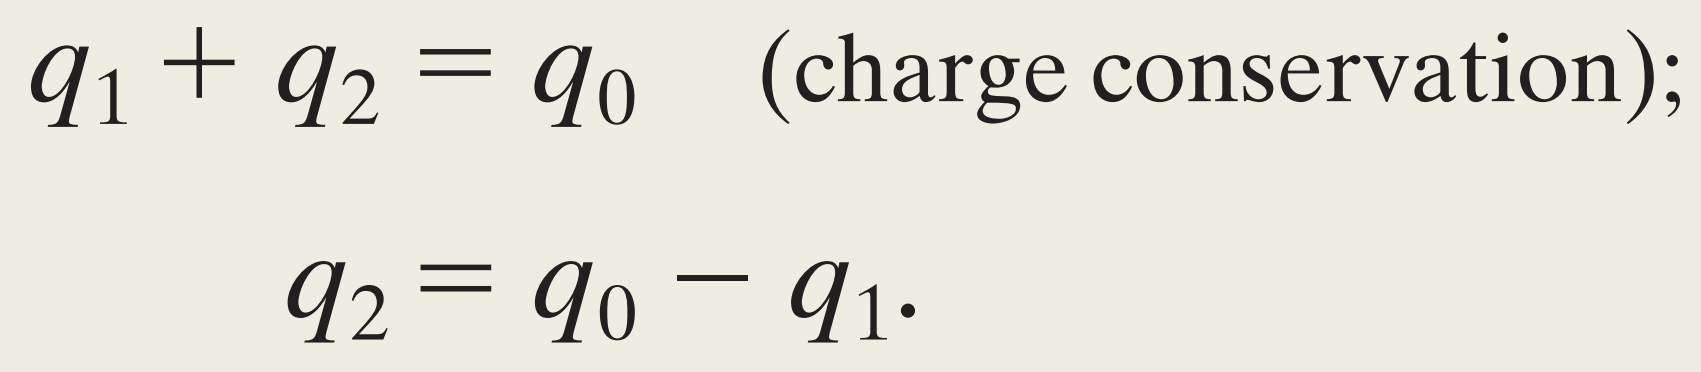 q₁ + q₂ = q₀ (charge conservation);
q₂ = q₀ − q₁.